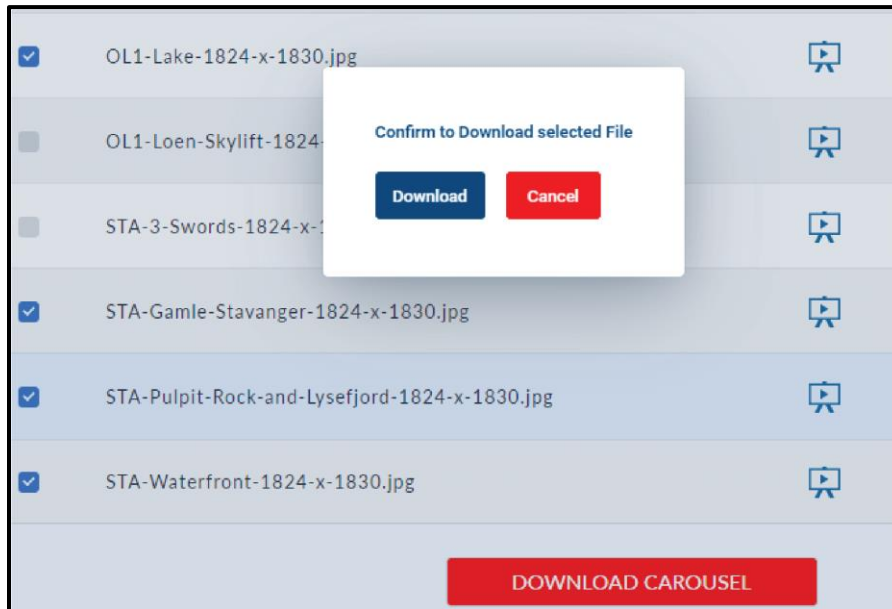 OL1-Lake-1824-x-1830.jpg
OL1-Loen-Skylift-1824-
Confirm to Download selected File
Download Cancel
STA-3-Swords-1824-x-
STA-Gamle-Stavanger-1824-x-1830.jpg
STA-Pulpit-Rock-and-Lysefjord-1824-x-1830.jpg
STA-Waterfront-1824-x-1830.jpg
DOWNLOAD CAROUSEL